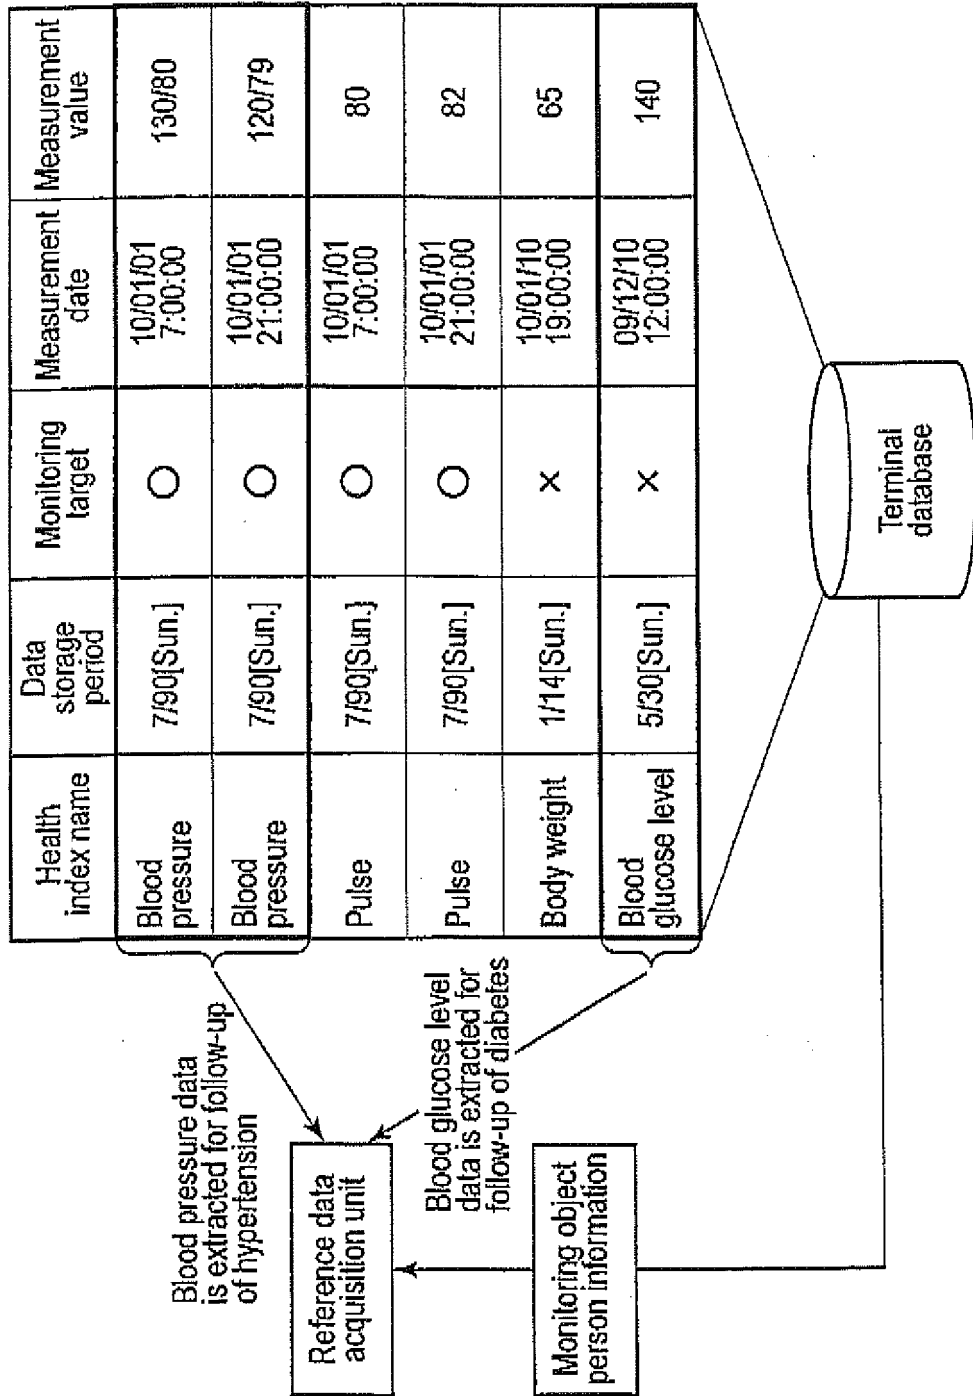 Health
index name
Data
storage
period
Monitoring
target
Measurement
date
Measurement
value
Blood
pressure
7/90[Sun.]
○
10/01/01
7:00:00
130/80
Blood
pressure
7/90[Sun.]
○
10/01/01
21:00:00
120/79
Pulse
7/90[Sun.}
○
10/01/01
7:00:00
80
Pulse
7/90[Sun.]
○
10/01/01
21:00:00
82
Body weight
1/14[Sun.]
×
10/01/10
19:00:00
65
Blood
glucose level
5/30[Sun.]
×
09/12/10
12:00:00
140
Blood pressure data
is extracted for follow-up
of hypertension
Reference data
acquisition unit
Blood glucose level
data is extracted for
follow-up of diabetes
Monitoring object
person information
Terminal
database